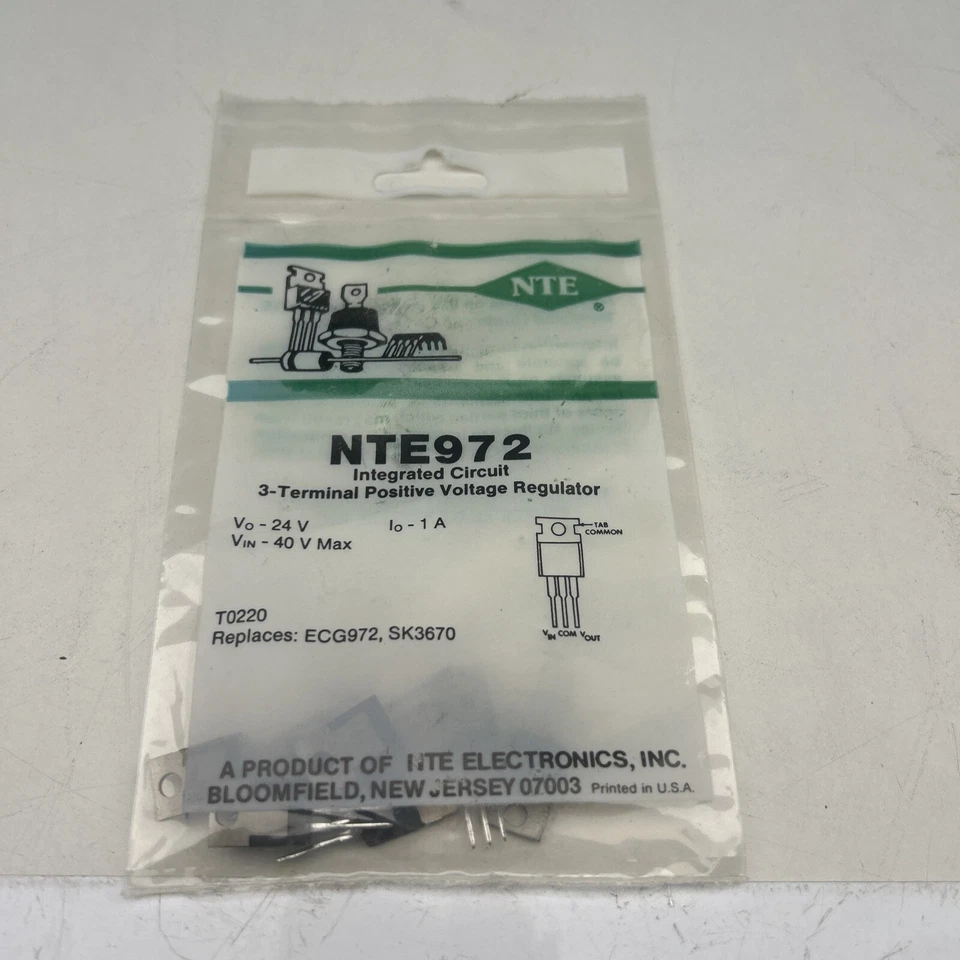 NTE
®
NTE972
Integrated Circuit
3-Terminal Positive Voltage Regulator
VO - 24 V IO - 1 A
VIN - 40 V Max
TAB
COMMON
VIN COM VOUT
T0220
Replaces: ECG972, SK3670
A PRODUCT OF NTE ELECTRONICS, INC.
BLOOMFIELD, NEW JERSEY 07003 Printed in U.S.A.